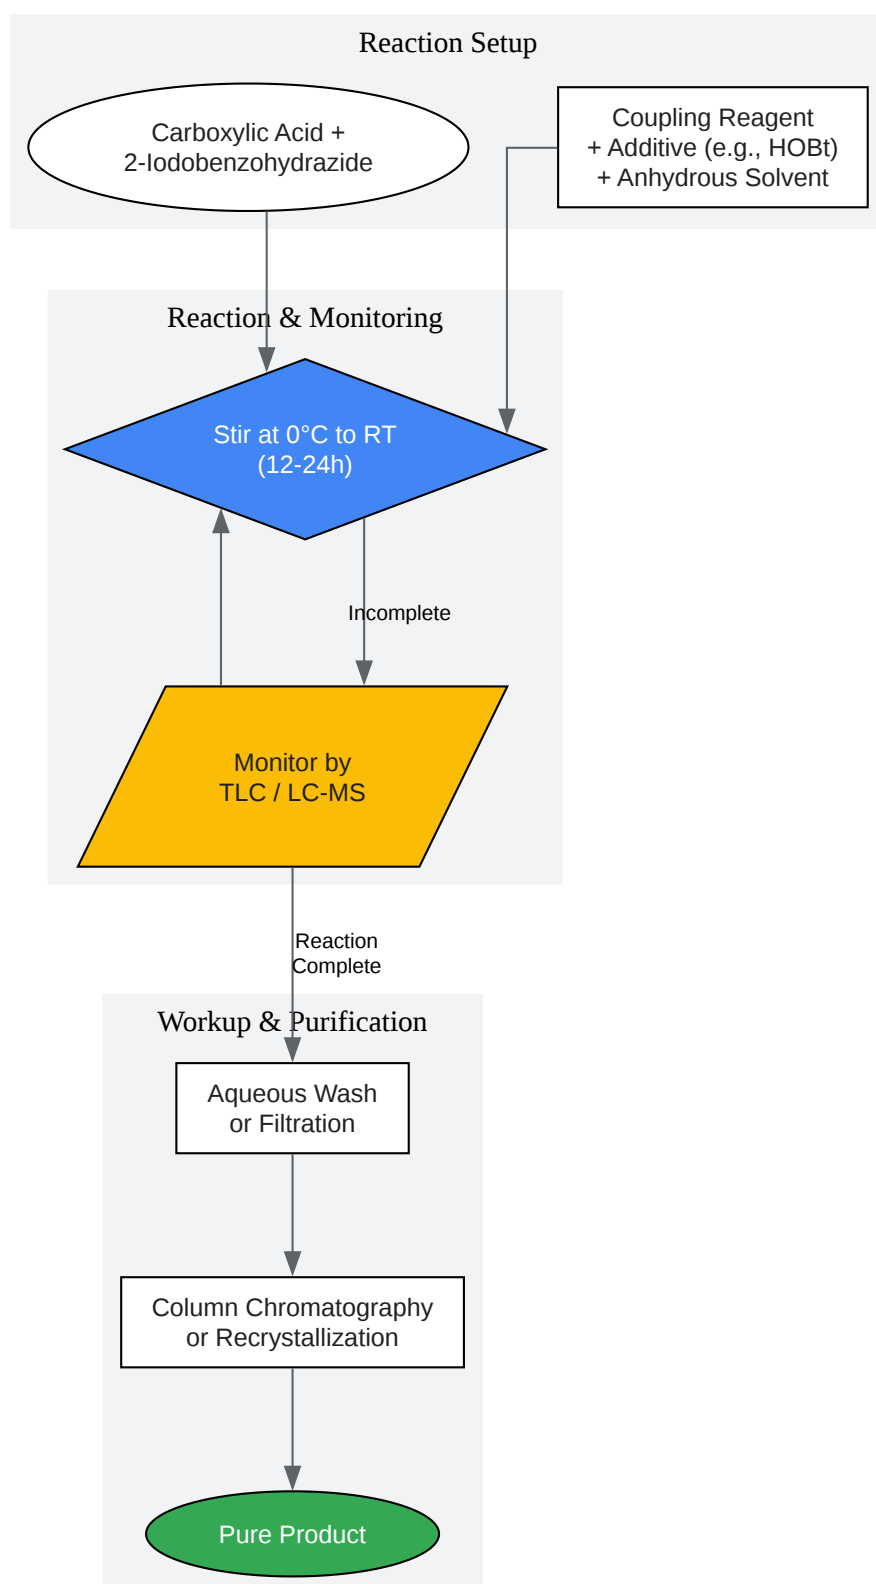 Reaction Setup
Carboxylic Acid +
2-Iodobenzohydrazide
Coupling Reagent
+ Additive (e.g., HOBt)
+ Anhydrous Solvent
Reaction & Monitoring
Stir at 0°C to RT
(12-24h)
Incomplete
Monitor by
TLC / LC-MS
Reaction
Complete
Workup & Purification
Aqueous Wash
or Filtration
Column Chromatography
or Recrystallization
Pure Product